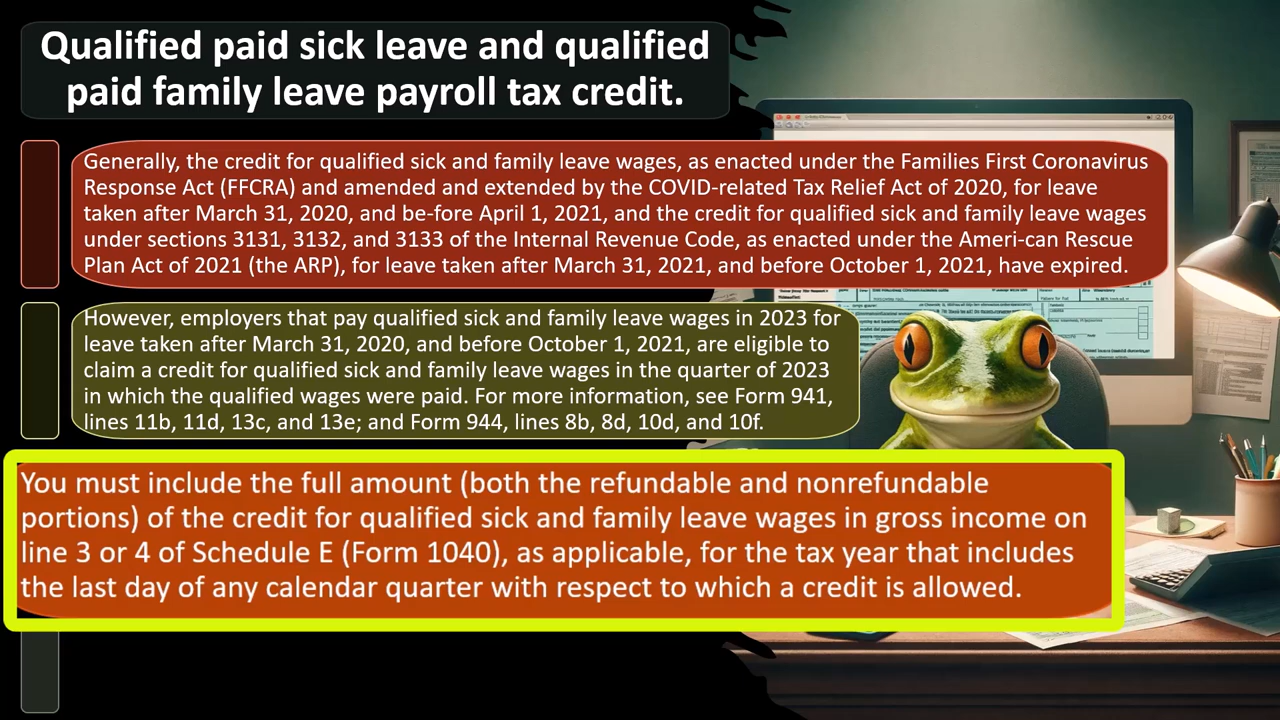 Qualified paid sick leave and qualified
paid family leave payroll tax credit.
Generally, the credit for qualified sick and family leave wages, as enacted under the Families First Coronavirus
Response Act (FFCRA) and amended and extended by the COVID-related Tax Relief Act of 2020, for leave
taken after March 31, 2020, and be-fore April 1, 2021, and the credit for qualified sick and family leave wages
under sections 3131, 3132, and 3133 of the Internal Revenue Code, as enacted under the Ameri-can Rescue
Plan Act of 2021 (the ARP), for leave taken after March 31, 2021, and before October 1, 2021, have expired.
However, employers that pay qualified sick and family leave wages in 2023 for
leave taken after March 31, 2020, and before October 1, 2021, are eligible to
claim a credit for qualified sick and family leave wages in the quarter of 2023
in which the qualified wages were paid. For more information, see Form 941,
lines 11b, 11d, 13c, and 13e; and Form 944, lines 8b, 8d, 10d, and 10f.
You must include the full amount (both the refundable and nonrefundable
portions) of the credit for qualified sick and family leave wages in gross income on
line 3 or 4 of Schedule E (Form 1040), as applicable, for the tax year that includes
the last day of any calendar quarter with respect to which a credit is allowed.